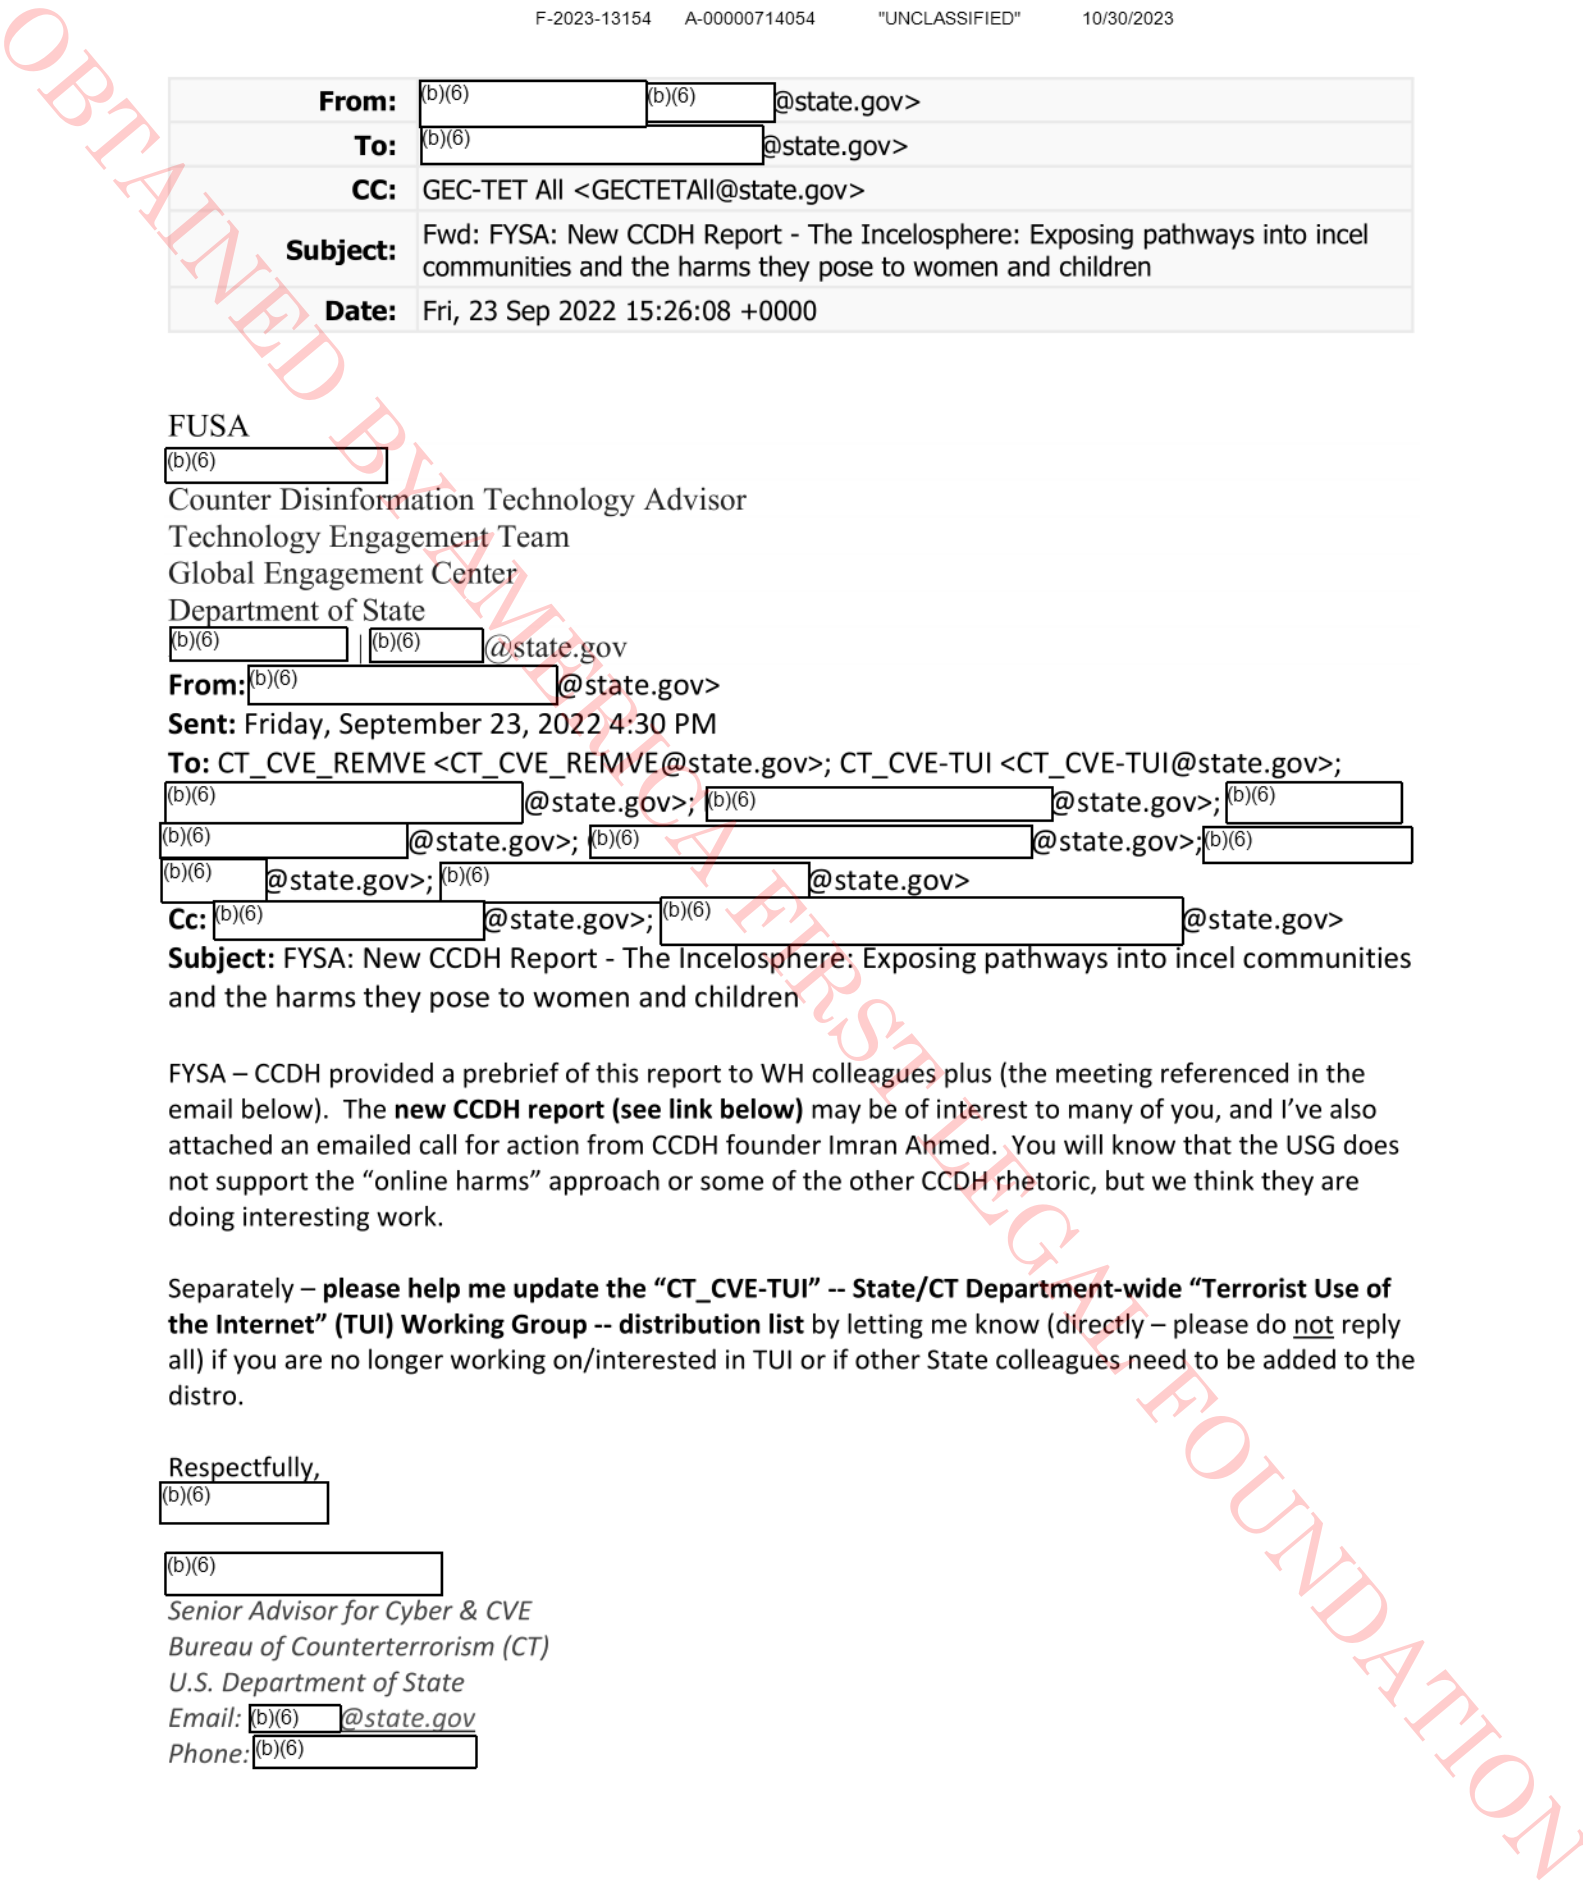 F-2023-13154 A-00000714054 "UNCLASSIFIED" 10/30/2023
From: (b)(6) (b)(6) @state.gov>
To: (b)(6) @state.gov>
CC: GEC-TET All <GECTETAll@state.gov>
Subject: Fwd: FYSA: New CCDH Report - The Incelosphere: Exposing pathways into incel
communities and the harms they pose to women and children
Date: Fri, 23 Sep 2022 15:26:08 +0000
FUSA
(b)(6)
Counter Disinformation Technology Advisor
Technology Engagement Team
Global Engagement Center
Department of State
(b)(6) | (b)(6) @state.gov
From: (b)(6) @state.gov>
Sent: Friday, September 23, 2022 4:30 PM
To: CT_CVE_REMVE <CT_CVE_REMVE@state.gov>; CT_CVE-TUI <CT_CVE-TUI@state.gov>;
(b)(6) @state.gov>; (b)(6) @state.gov>; (b)(6)
(b)(6) @state.gov>; (b)(6) @state.gov>; (b)(6)
(b)(6) @state.gov>; (b)(6) @state.gov>
Cc: (b)(6) @state.gov>; (b)(6) @state.gov>
Subject: FYSA: New CCDH Report - The Incelosphere: Exposing pathways into incel communities
and the harms they pose to women and children
FYSA – CCDH provided a prebrief of this report to WH colleagues plus (the meeting referenced in the
email below). The new CCDH report (see link below) may be of interest to many of you, and I've also
attached an emailed call for action from CCDH founder Imran Ahmed. You will know that the USG does
not support the "online harms" approach or some of the other CCDH rhetoric, but we think they are
doing interesting work.
Separately – please help me update the "CT_CVE-TUI" -- State/CT Department-wide "Terrorist Use of
the Internet" (TUI) Working Group -- distribution list by letting me know (directly – please do not reply
all) if you are no longer working on/interested in TUI or if other State colleagues need to be added to the
distro.
Respectfully,
(b)(6)
(b)(6)
Senior Advisor for Cyber & CVE
Bureau of Counterterrorism (CT)
U.S. Department of State
Email: (b)(6) @state.gov
Phone: (b)(6)
OBTAINED BY AMERICA FIRST LEGAL FOUNDATION